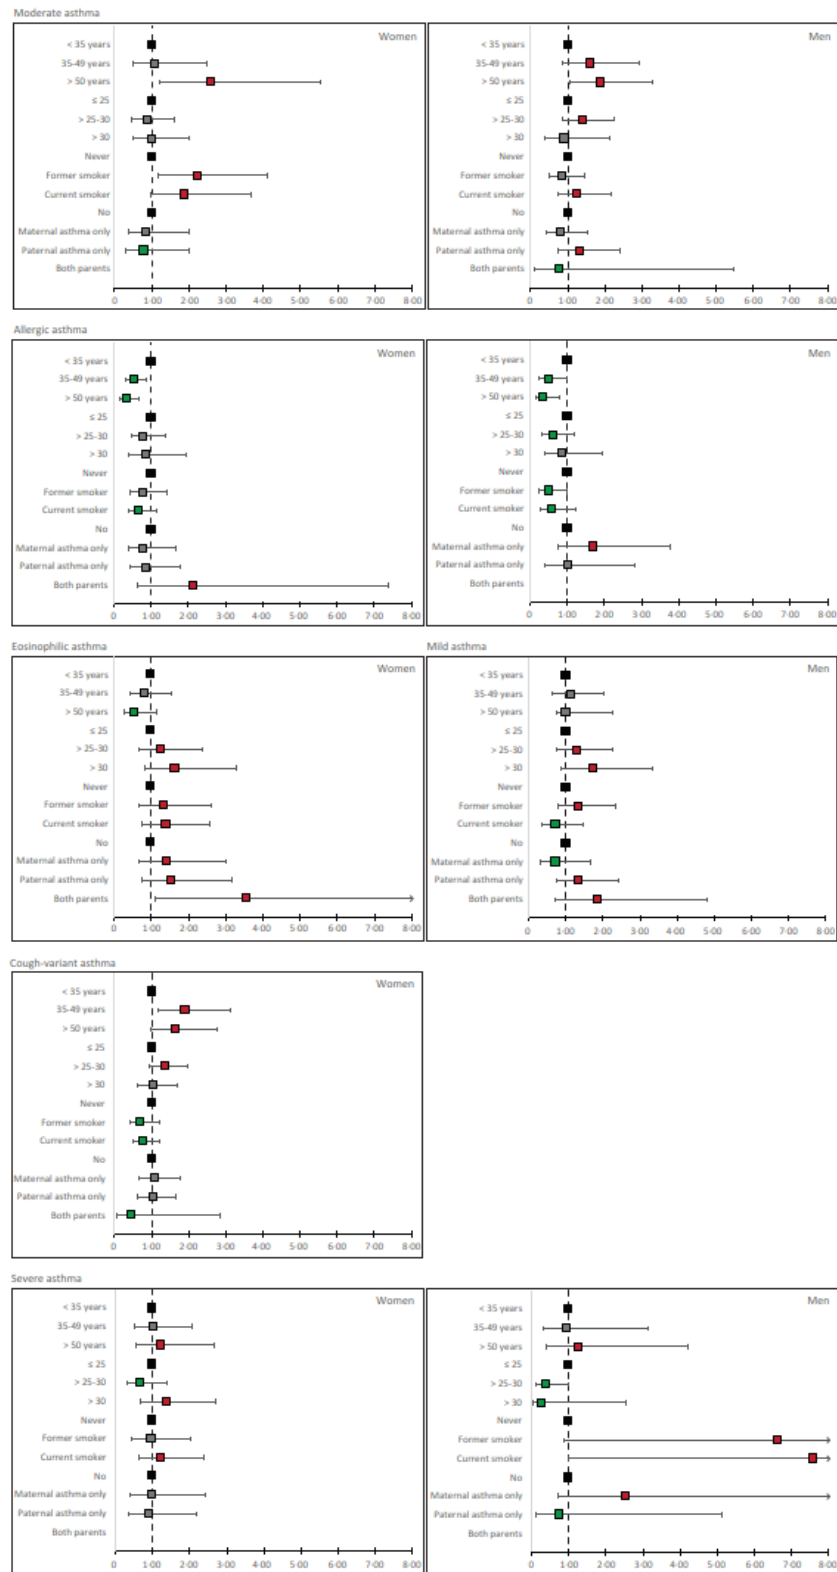 Moderate asthma
Women
< 35 years
35-49 years
> 50 years
≤ 25
> 25-30
> 30
Never
Former smoker
Current smoker
No
Maternal asthma only
Paternal asthma only
Both parents
0 1·00 2·00 3·00 4·00 5·00 6·00 7·00 8·00
Men
< 35 years
35-49 years
> 50 years
≤ 25
> 25-30
> 30
Never
Former smoker
Current smoker
No
Maternal asthma only
Paternal asthma only
Both parents
0 1·00 2·00 3·00 4·00 5·00 6·00 7·00 8·00
Allergic asthma
Women
< 35 years
35-49 years
> 50 years
≤ 25
> 25-30
> 30
Never
Former smoker
Current smoker
No
Maternal asthma only
Paternal asthma only
Both parents
0 1·00 2·00 3·00 4·00 5·00 6·00 7·00 8·00
Men
< 35 years
35-49 years
> 50 years
≤ 25
> 25-30
> 30
Never
Former smoker
Current smoker
No
Maternal asthma only
Paternal asthma only
Both parents
0 1·00 2·00 3·00 4·00 5·00 6·00 7·00 8·00
Eosinophilic asthma
Women
< 35 years
35-49 years
> 50 years
≤ 25
> 25-30
> 30
Never
Former smoker
Current smoker
No
Maternal asthma only
Paternal asthma only
Both parents
0 1·00 2·00 3·00 4·00 5·00 6·00 7·00 8·00
Mild asthma
Men
< 35 years
35-49 years
> 50 years
≤ 25
> 25-30
> 30
Never
Former smoker
Current smoker
No
Maternal asthma only
Paternal asthma only
Both parents
0 1·00 2·00 3·00 4·00 5·00 6·00 7·00 8·00
Cough-variant asthma
Women
< 35 years
35-49 years
> 50 years
≤ 25
> 25-30
> 30
Never
Former smoker
Current smoker
No
Maternal asthma only
Paternal asthma only
Both parents
0 1·00 2·00 3·00 4·00 5·00 6·00 7·00 8·00
Severe asthma
Women
< 35 years
35-49 years
> 50 years
≤ 25
> 25-30
> 30
Never
Former smoker
Current smoker
No
Maternal asthma only
Paternal asthma only
Both parents
0 1·00 2·00 3·00 4·00 5·00 6·00 7·00 8·00
Men
< 35 years
35-49 years
> 50 years
≤ 25
> 25-30
> 30
Never
Former smoker
Current smoker
No
Maternal asthma only
Paternal asthma only
Both parents
0 1·00 2·00 3·00 4·00 5·00 6·00 7·00 8·00